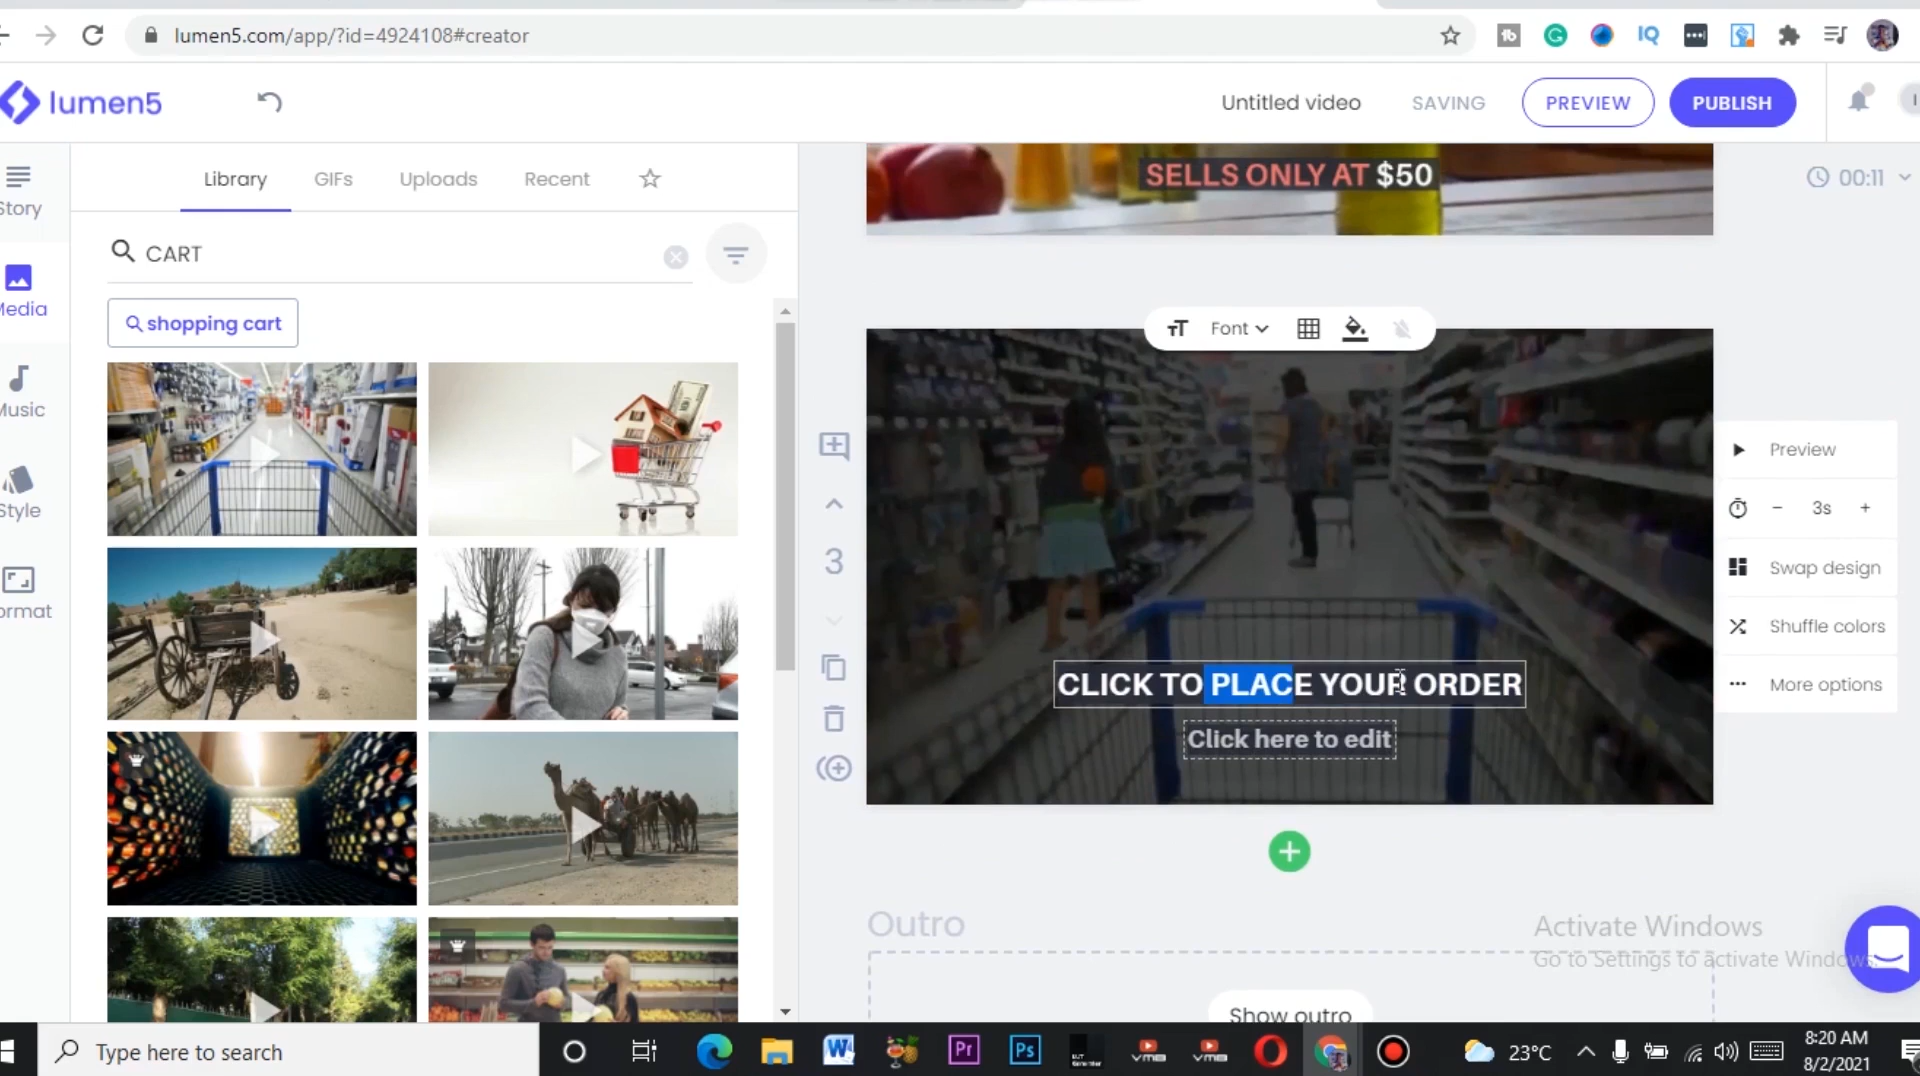 lumen5.com/app/?id=4924108#creator
lumen5
Untitled video
SAVING
PREVIEW
PUBLISH
Story
Media
Music
Style
Format
Library
GIFs
Uploads
Recent
CART
shopping cart
SELLS ONLY AT $50
00:11
Font
3
CLICK TO PLACE YOUR ORDER
Click here to edit
Preview
- 3s +
Swap design
Shuffle colors
More options
Outro
Show outro
Activate Windows
Go to Settings to activate Windows.
Type here to search
Pr
Ps
23°C
8:20 AM
8/2/2021